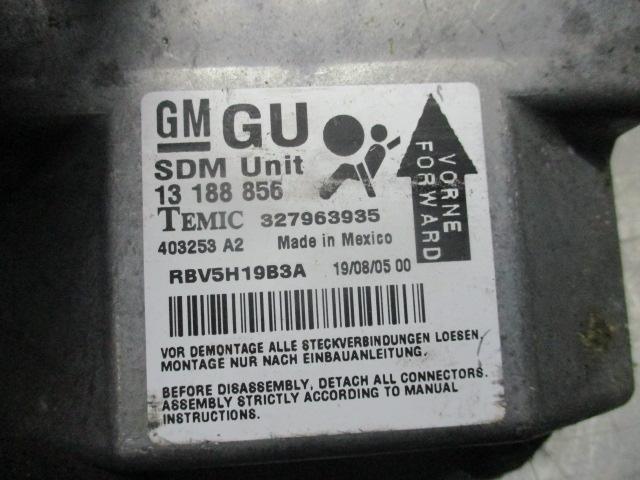 GM GU
SDM Unit
13 188 856
TEMIC 327963935
403253 A2 Made in Mexico
VORNE
FORWARD
RBV5H19B3A 19/08/05 00
VOR DEMONTAGE ALLE STECKVERBINDUNGEN LOESEN.
MONTAGE NUR NACH EINBAUANLEITUNG.
BEFORE DISASSEMBLY, DETACH ALL CONNECTORS.
ASSEMBLY STRICTLY ACCORDING TO MANUAL
INSTRUCTIONS.